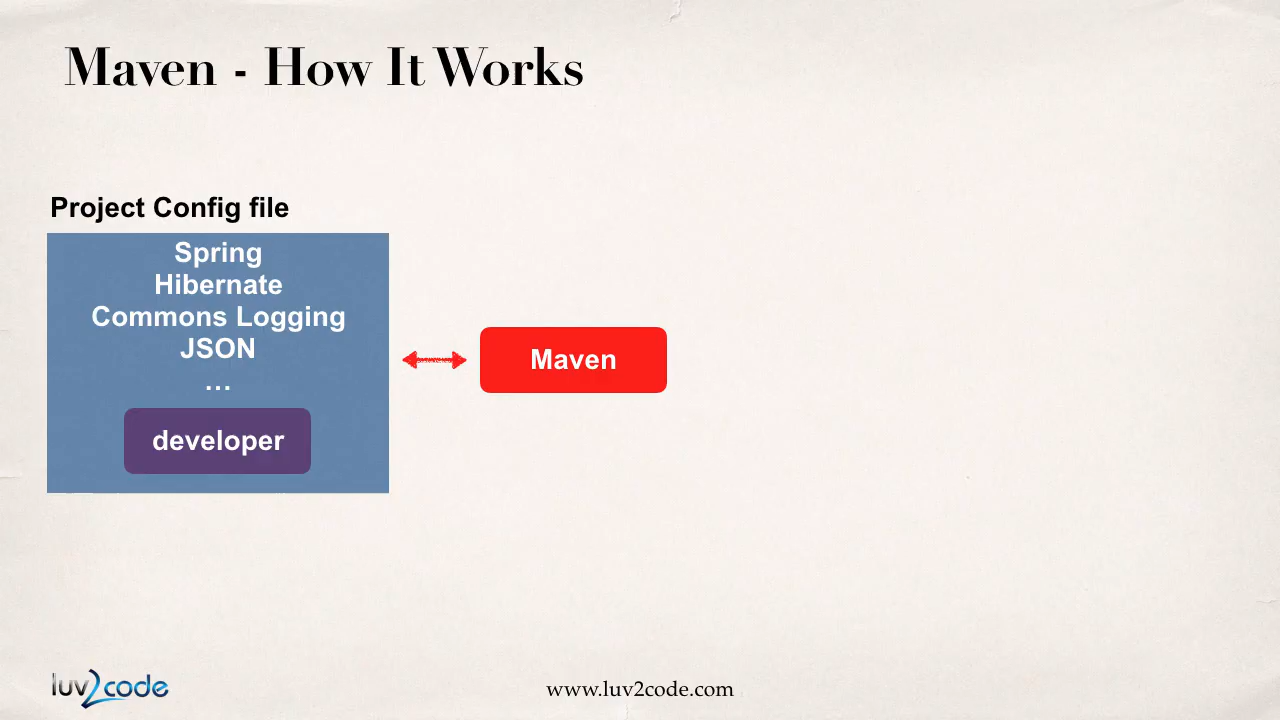 Maven - How It Works
Project Config file
Spring
Hibernate
Commons Logging
JSON
...
developer
Maven
luv2code
www.luv2code.com